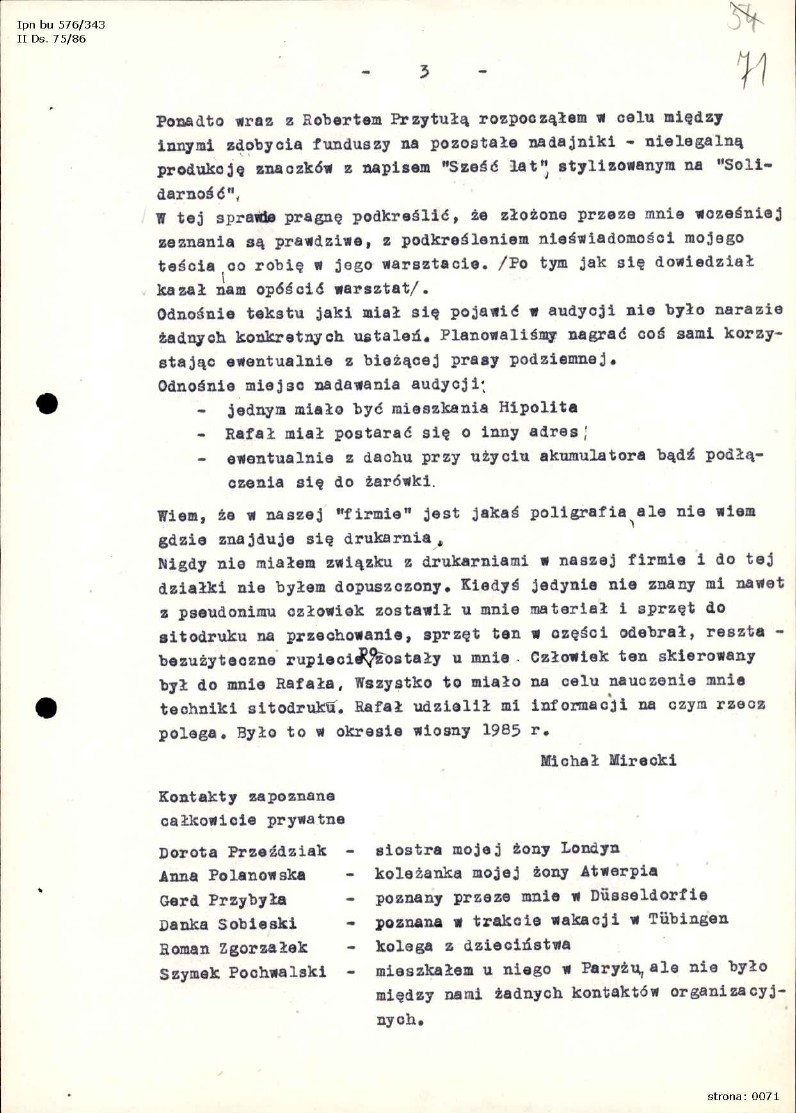 Ipn bu 576/343
II Ds. 75/86
34
71
- 3 -
Ponadto wraz z Robertem Przytułą rozpocząłem w celu między
innymi zdobycia funduszy na pozostałe nadajniki - nielegalną
produkcję znaczków z napisem "Sześć lat", stylizowanym na "Soli-
darność",
W tej sprawie pragnę podkreślić, że złożone przeze mnie wcześniej
zeznania są prawdziwe, z podkreśleniem nieświadomości mojego
teścia, co robię w jego warsztacie. /Po tym jak się dowiedział
kazał nam opóścić warsztat/.
Odnośnie tekstu jaki miał się pojawić w audycji nie było narazie
żadnych konkretnych ustaleń. Planowaliśmy nagrać coś sami korzy-
stając ewentualnie z bieżącej prasy podziemnej.
Odnośnie miejsc nadawania audycji:
- jednym miało być mieszkania Hipolita
- Rafał miał postarać się o inny adres;
- ewentualnie z dachu przy użyciu akumulatora bądź podłą-
czenia się do żarówki.
Wiem, że w naszej "firmie" jest jakaś poligrafia, ale nie wiem
gdzie znajduje się drukarnia.
Nigdy nie miałem związku z drukarniami w naszej firmie i do tej
działki nie byłem dopuszczony. Kiedyś jedynie nie znany mi nawet
z pseudonimu człowiek zostawił u mnie materiał i sprzęt do
sitodruku na przechowanie, sprzęt ten w części odebrał, reszta -
bezużyteczne rupiecie pozostały u mnie. Człowiek ten skierowany
był do mnie Rafała, Wszystko to miało na celu nauczenie mnie
techniki sitodruku. Rafał udzielił mi informacji na czym rzecz
polega. Było to w okresie wiosny 1985 r.
Michał Mirecki
Kontakty zapoznane
całkowicie prywatne
Dorota Przeździak - siostra mojej żony Londyn
Anna Polanowska - koleżanka mojej żony Atwerpia
Gerd Przybyła - poznany przeze mnie w Düsseldorfie
Danka Sobieski - poznana w trakcie wakacji w Tübingen
Roman Zgorzałek - kolega z dzieciństwa
Szymek Pochwalski - mieszkałem u niego w Paryżu, ale nie było
między nami żadnych kontaktów organizacyj-
nych.
strona: 0071